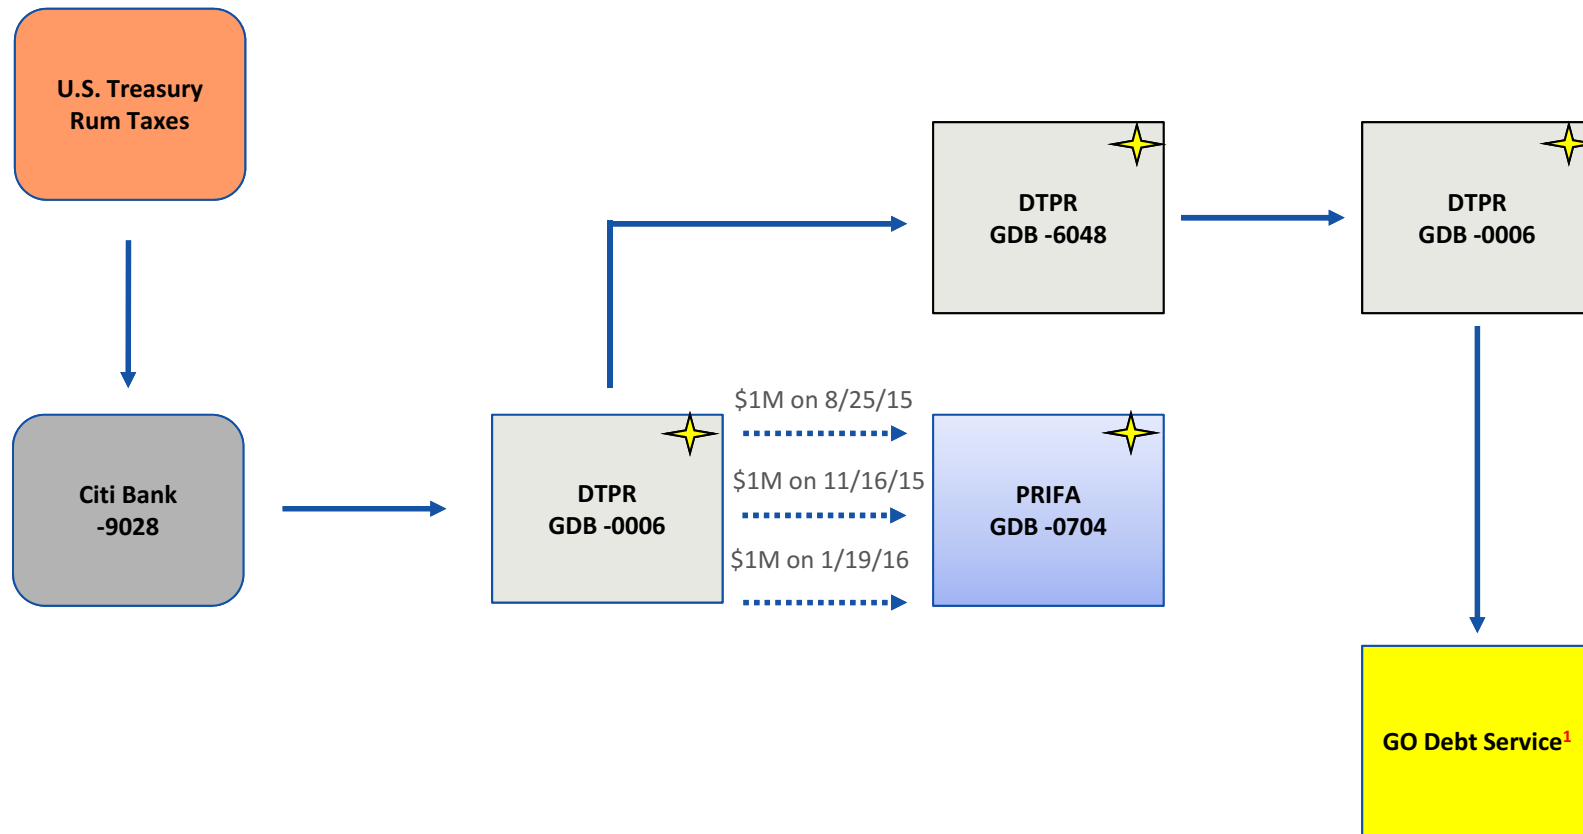 U.S. Treasury
Rum Taxes
DTPR
GDB -6048
DTPR
GDB -0006
Citi Bank
-9028
DTPR
GDB -0006
$1M on 8/25/15
$1M on 11/16/15
$1M on 1/19/16
PRIFA
GDB -0704
GO Debt Service¹